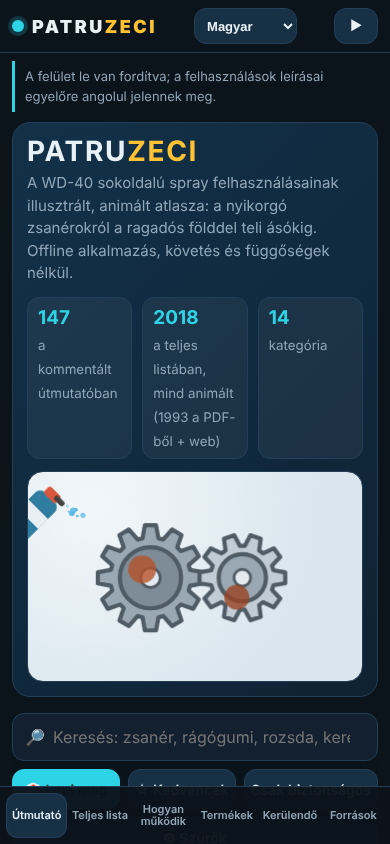 PATRUZECI
Magyar
A felület le van fordítva; a felhasználások leírásai
egyelőre angolul jelennek meg.
PATRUZECI
A WD-40 sokoldalú spray felhasználásainak
illusztrált, animált atlasza: a nyikorgó
zsanérokról a ragadós földdel teli ásókig.
Offline alkalmazás, követés és függőségek
nélkül.
147
a
kommentált
útmutatóban
2018
a teljes
listában,
mind animált
(1993 a PDF-
ből + web)
14
kategória
Keresés: zsanér, rágógumi, rozsda, kere
Útmutató
Teljes lista
Hogyan
működik
Termékek
Kerülendő
Források
Szűrők